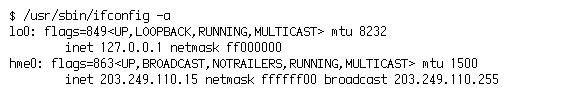 $ /usr/sbin/ifconfig -a
lo0: flags=849<UP,LOOPBACK,RUNNING,MULTICAST> mtu 8232
inet 127.0.0.1 netmask ff000000
hme0: flags=863<UP,BROADCAST,NOTRAILERS,RUNNING,MULTICAST> mtu 1500
inet 203.249.110.15 netmask ffffff00 broadcast 203.249.110.255